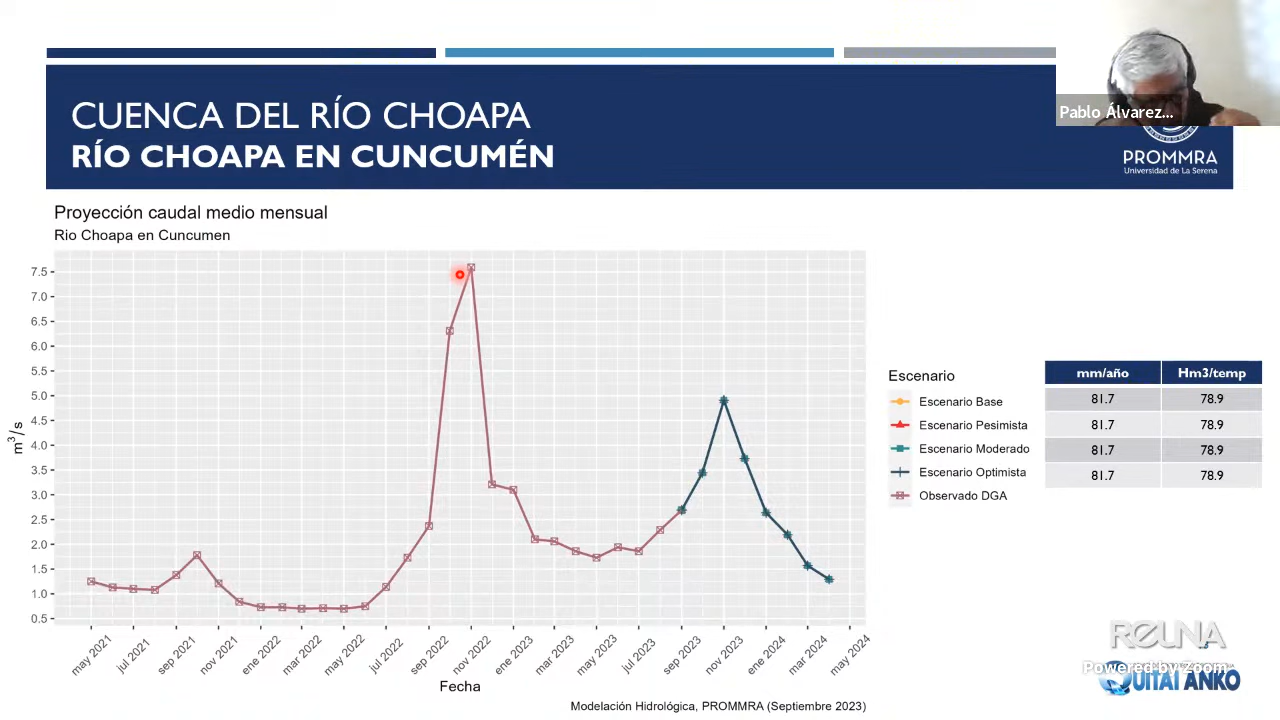 CUENCA DEL RÍO CHOAPA
RÍO CHOAPA EN CUNCUMÉN
Pablo Álvarez...
PROMMRA
Universidad de La Serena
Proyección caudal medio mensual
Rio Choapa en Cuncumen
7.5
7.0
6.5
6.0
5.5
5.0
4.5
4.0
3.5
3.0
2.5
2.0
1.5
1.0
0.5
m³/s
may 2021
jul 2021
sep 2021
nov 2021
ene 2022
mar 2022
may 2022
jul 2022
sep 2022
nov 2022
ene 2023
mar 2023
may 2023
jul 2023
sep 2023
nov 2023
ene 2024
mar 2024
may 2024
Fecha
Modelación Hidrológica, PROMMRA (Septiembre 2023)
Escenario
Escenario Base
Escenario Pesimista
Escenario Moderado
Escenario Optimista
Observado DGA
mm/año Hm3/temp
81.7 78.9
81.7 78.9
81.7 78.9
81.7 78.9
REUNA
Powered by Zoom
QUITAI ANKO